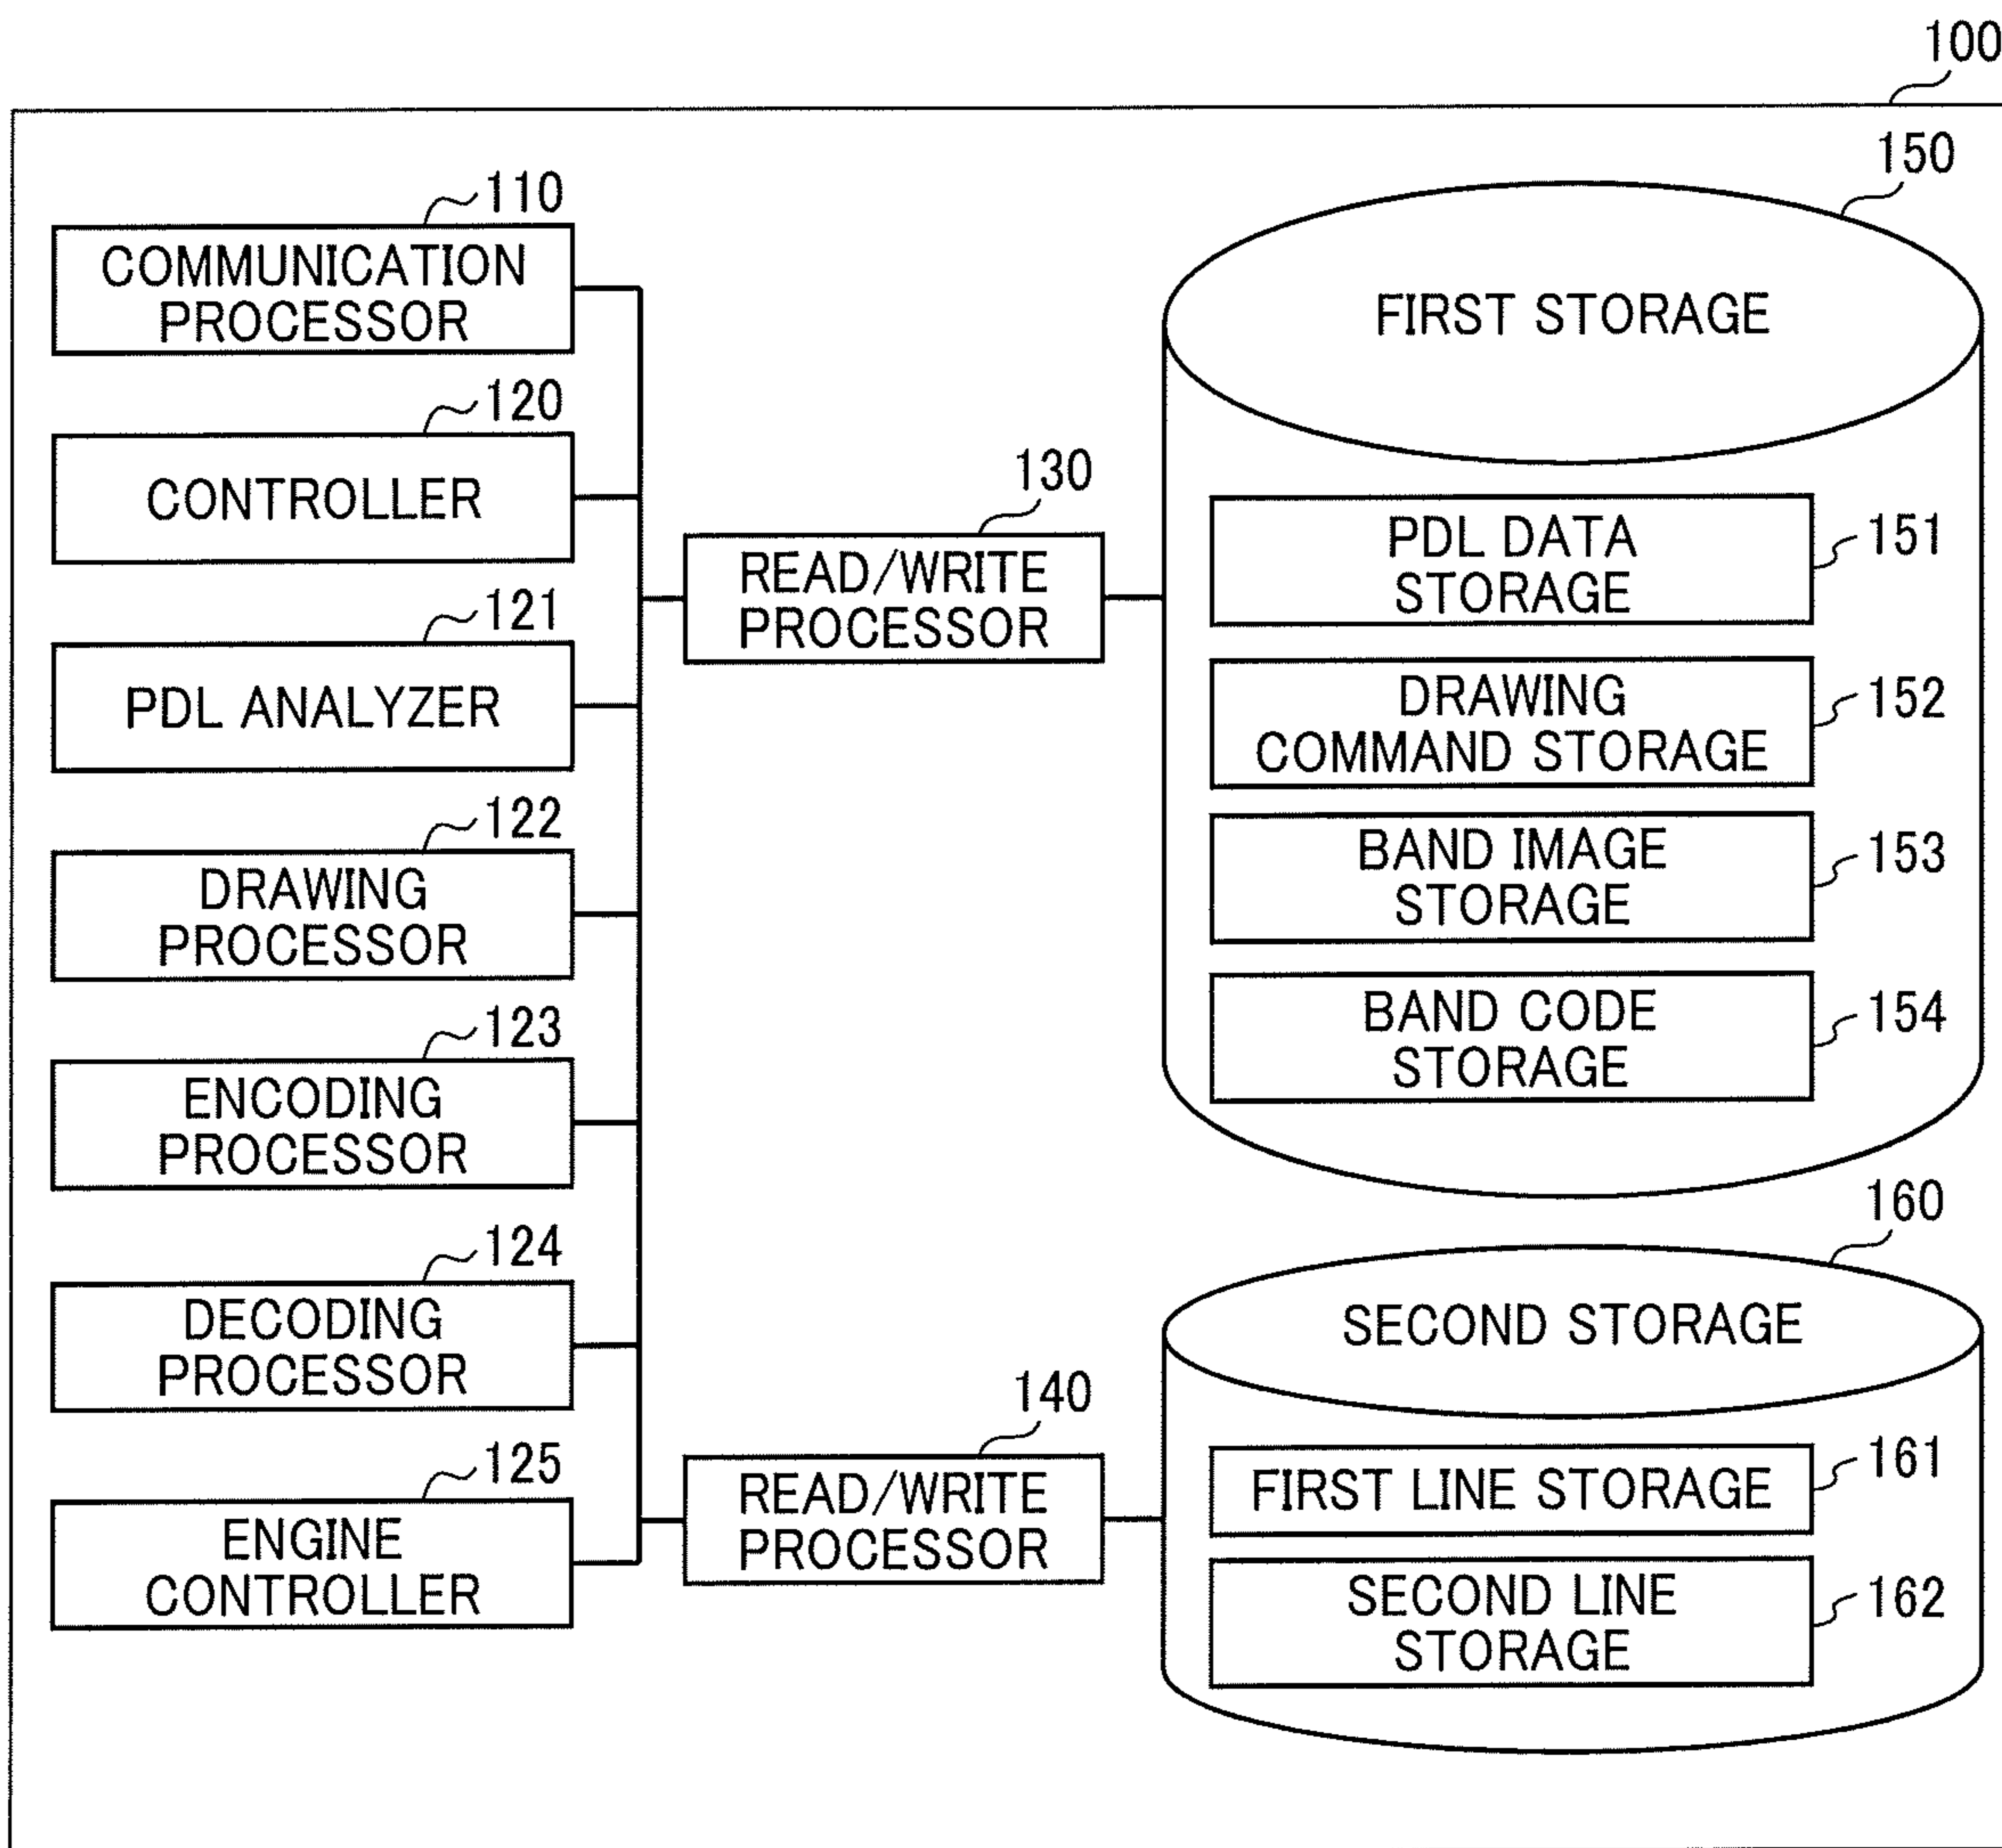 100
110
COMMUNICATION
PROCESSOR
120
CONTROLLER
121
PDL ANALYZER
122
DRAWING
PROCESSOR
123
ENCODING
PROCESSOR
124
DECODING
PROCESSOR
125
ENGINE
CONTROLLER
130
READ/WRITE
PROCESSOR
140
READ/WRITE
PROCESSOR
150
FIRST STORAGE
PDL DATA
STORAGE
151
DRAWING
COMMAND STORAGE
152
BAND IMAGE
STORAGE
153
BAND CODE
STORAGE
154
160
SECOND STORAGE
FIRST LINE STORAGE
161
SECOND LINE
STORAGE
162